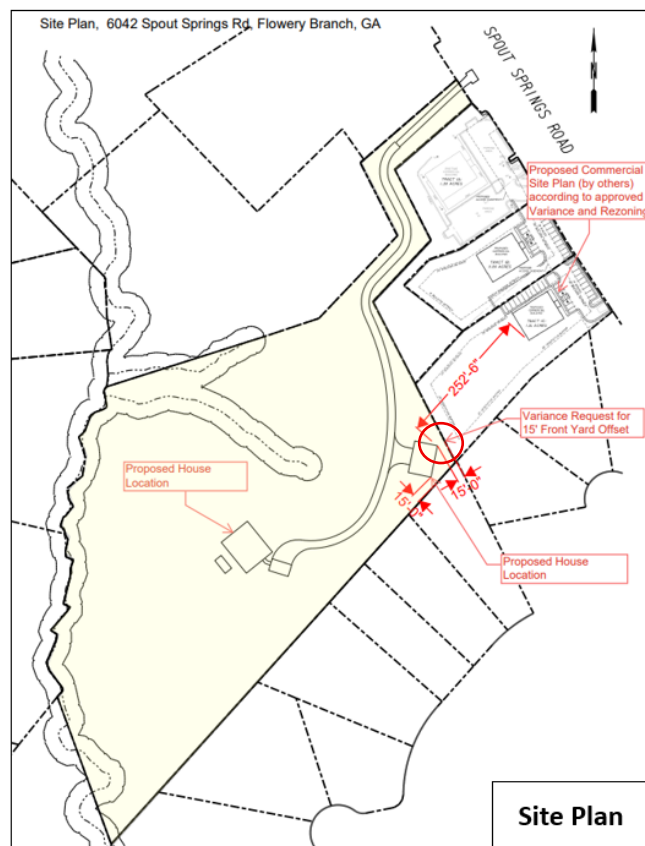 Site Plan, 6042 Spout Springs Rd, Flowery Branch, GA
SPOUT SPRINGS ROAD
N
Proposed Commercial
Site Plan (by others)
according to approved
Variance and Rezoning
252'-6"
Variance Request for
15' Front Yard Offset
15'-0"
15'-0"
Proposed House
Location
Proposed House
Location
Site Plan